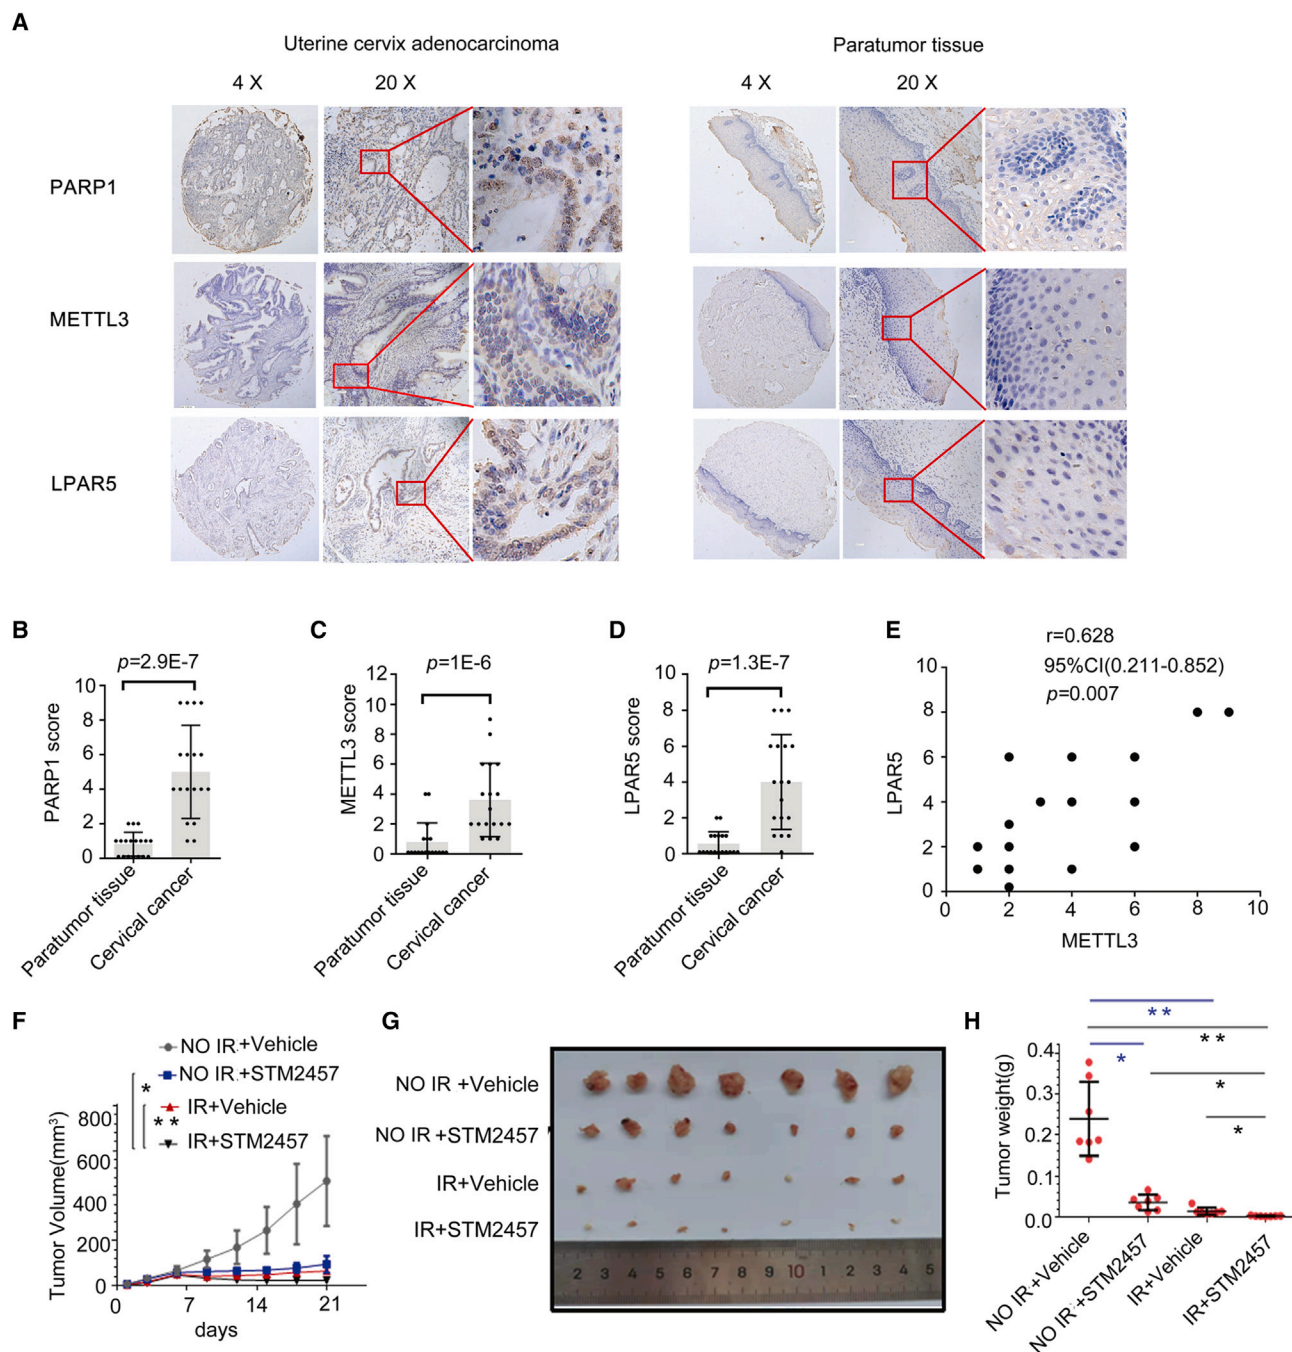 A
Uterine cervix adenocarcinoma
Paratumor tissue
4 X
20 X
4 X
20 X
PARP1
METTL3
LPAR5
B
p=2.9E-7
PARP1 score
10
8
6
4
2
0
Paratumor tissue
Cervical cancer
C
p=1E-6
METTL3 score
12
10
8
6
4
2
0
Paratumor tissue
Cervical cancer
D
p=1.3E-7
LPAR5 score
10
8
6
4
2
0
Paratumor tissue
Cervical cancer
E
r=0.628
95%CI(0.211-0.852)
p=0.007
LPAR5
10
8
6
4
2
0
0 2 4 6 8 10
METTL3
F
NO IR.+Vehicle
NO IR.+STM2457
IR+Vehicle
IR+STM2457
*
**
Tumor Volume(mm³)
800
600
400
200
0
0 7 14 21
days
G
NO IR +Vehicle
NO IR +STM2457
IR+Vehicle
IR+STM2457
2 3 4 5 6 7 8 9 10 1 2 3 4 5
H
**
**
*
*
*
Tumor weight(g)
0.4
0.3
0.2
0.1
0.0
NO IR+Vehicle
NO IR+STM2457
IR+Vehicle
IR+STM2457